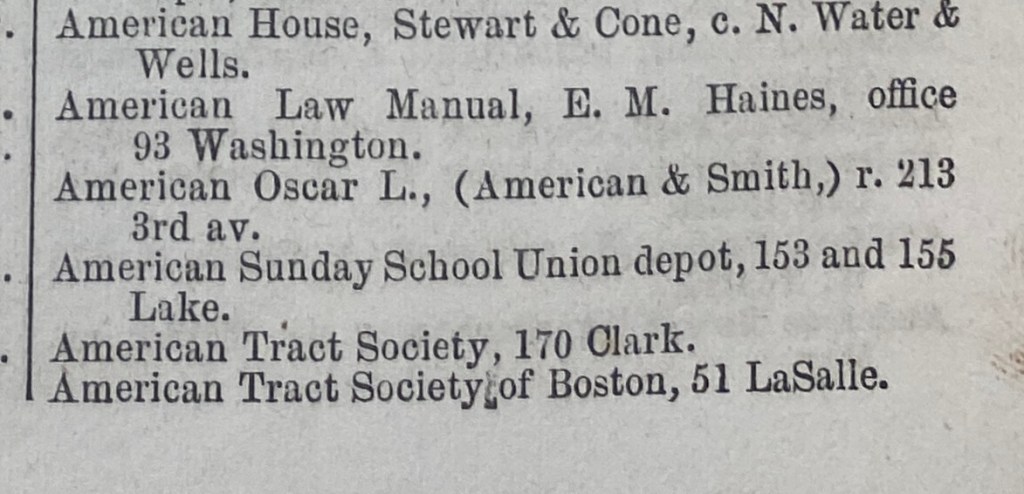 American House, Stewart & Cone, c. N. Water &
Wells.
American Law Manual, E. M. Haines, office
93 Washington.
American Oscar L., (American & Smith,) r. 213
3rd av.
American Sunday School Union depot, 153 and 155
Lake.
American Tract Society, 170 Clark.
American Tract Society of Boston, 51 LaSalle.